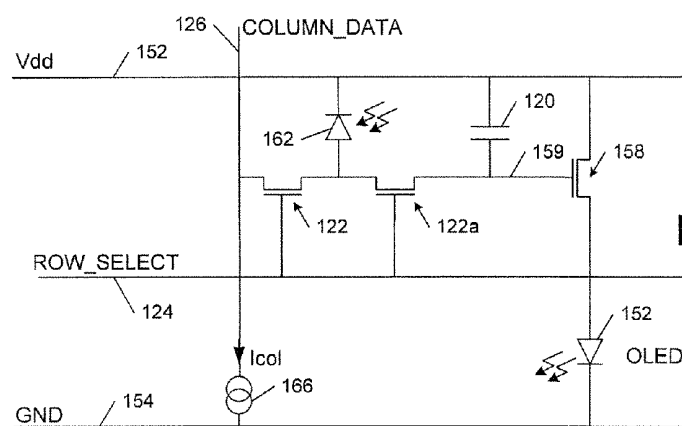 126
COLUMN_DATA
Vdd
152
162
120
159
158
122
122a
ROW_SELECT
124
152
Icol
OLED
166
GND
154